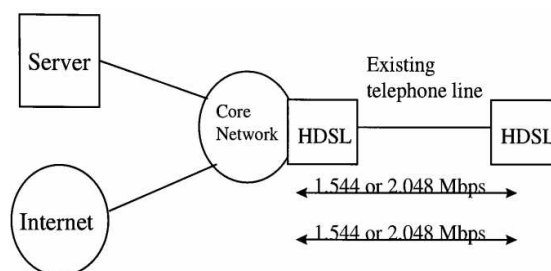 Server
Existing
telephone line
Core
Network
HDSL
HDSL
1.544 or 2.048 Mbps
Internet
1.544 or 2.048 Mbps